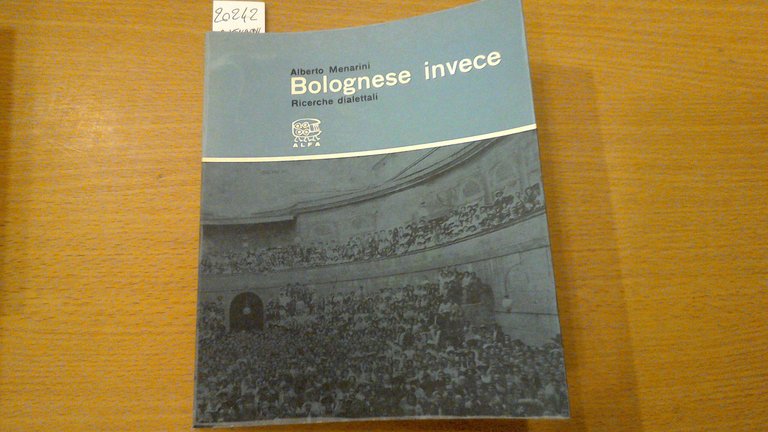 20242
Alberto Menarini
Bolognese invece
Ricerche dialettali
ALFA